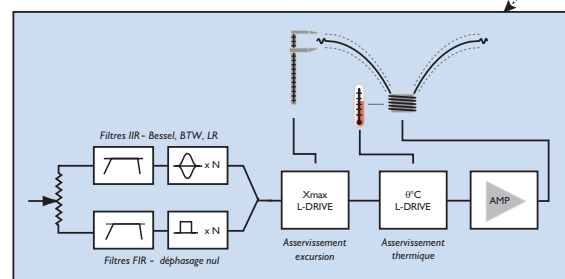 Filtres IIR - Bessel, BTW, LR
x N
Xmax
L-DRIVE
θ°C
L-DRIVE
AMP
x N
Asservissement
excursion
Asservissement
thermique
Filtres FIR - déphasage nul